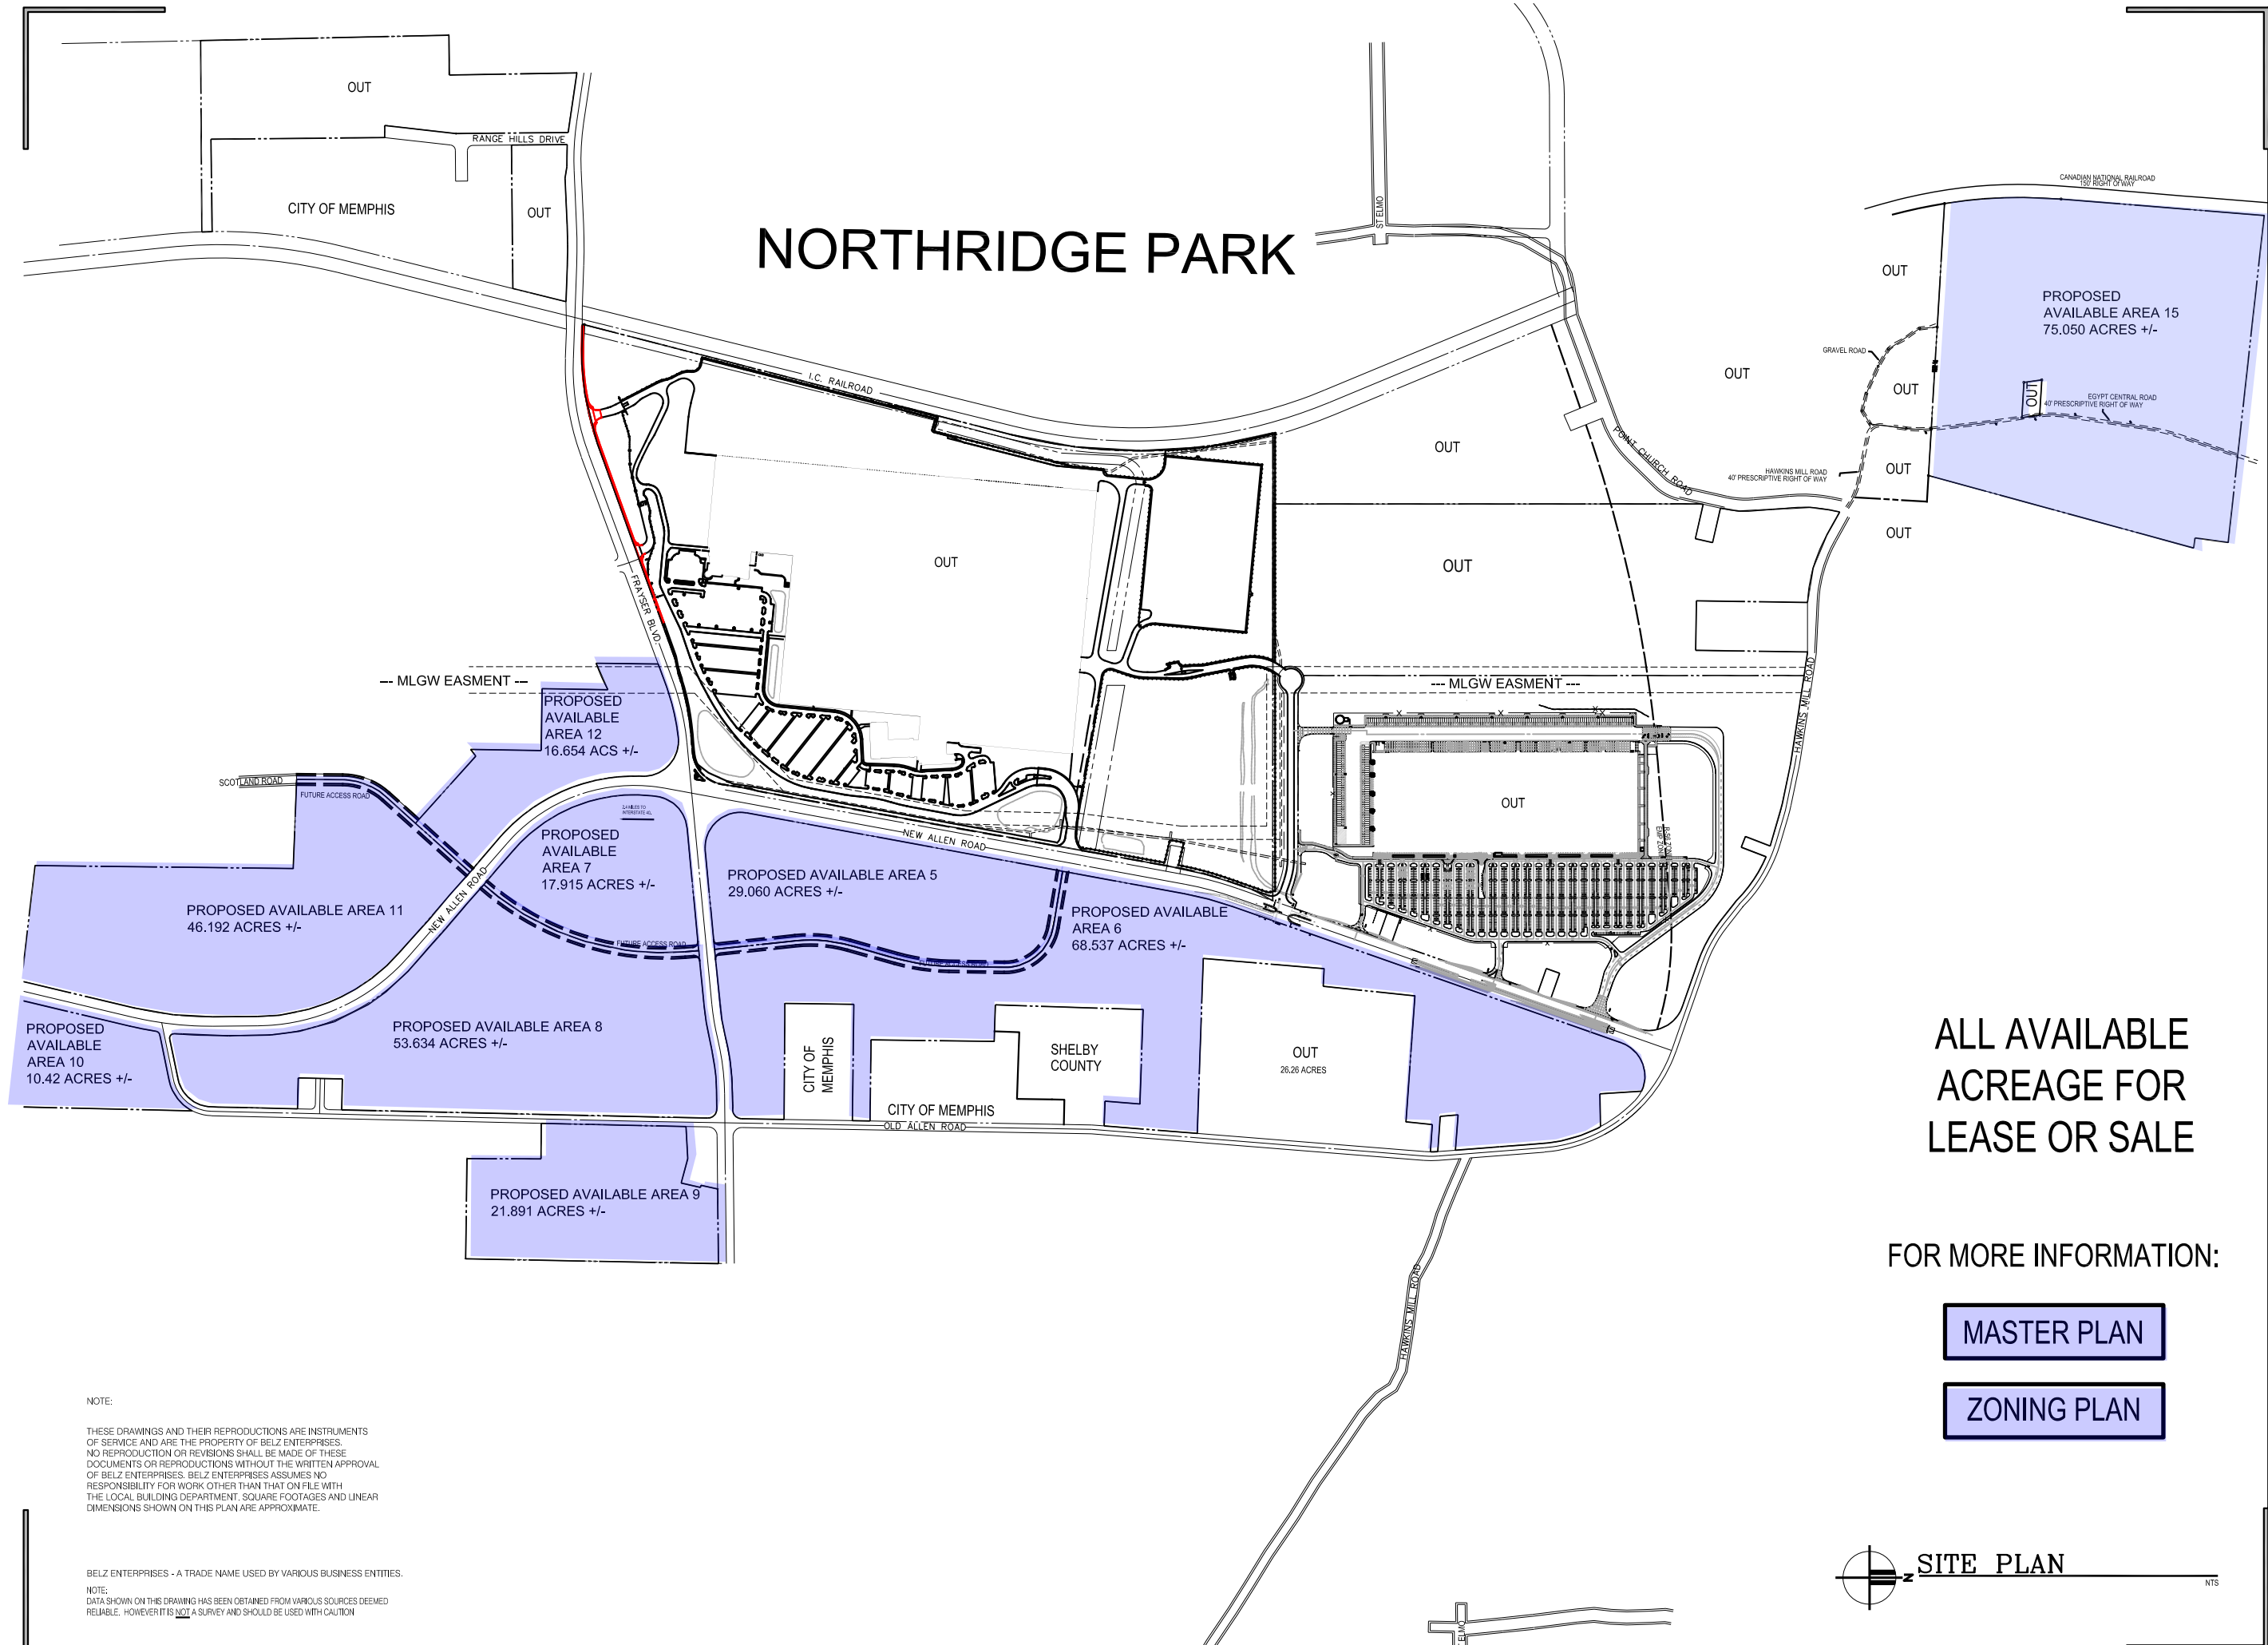 OUT
RANGE HILLS DRIVE
CITY OF MEMPHIS
OUT
NORTHRIDGE PARK
ST ELMO
CANADIAN NATIONAL RAILROAD
150' RIGHT OF WAY
OUT
PROPOSED
AVAILABLE AREA 15
75.050 ACRES +/-
GRAVEL ROAD
OUT
OUT
OUT
EGYPT CENTRAL ROAD
40' PRESCRIPTIVE RIGHT OF WAY
I.C. RAILROAD
OUT
POINT CHURCH ROAD
HAWKINS MILL ROAD
40' PRESCRIPTIVE RIGHT OF WAY
OUT
OUT
OUT
OUT
FRAYSER BLVD.
--- MLGW EASMENT ---
--- MLGW EASMENT ---
HAWKINS MILL ROAD
PROPOSED
AVAILABLE
AREA 12
16.654 ACS +/-
SCOTLAND ROAD
FUTURE ACCESS ROAD
OUT
PROPOSED
AVAILABLE
AREA 7
17.915 ACRES +/-
NEW ALLEN ROAD
PROPOSED AVAILABLE AREA 5
29.060 ACRES +/-
PROPOSED AVAILABLE AREA 11
46.192 ACRES +/-
NEW ALLEN ROAD
FUTURE ACCESS ROAD
FUTURE ACCESS ROAD
PROPOSED AVAILABLE
AREA 6
68.537 ACRES +/-
PROPOSED
AVAILABLE
AREA 10
10.42 ACRES +/-
PROPOSED AVAILABLE AREA 8
53.634 ACRES +/-
CITY OF
MEMPHIS
SHELBY
COUNTY
OUT
26.26 ACRES
CITY OF MEMPHIS
OLD ALLEN ROAD
PROPOSED AVAILABLE AREA 9
21.891 ACRES +/-
HAWKINS MILL ROAD
ALL AVAILABLE
ACREAGE FOR
LEASE OR SALE
FOR MORE INFORMATION:
MASTER PLAN
ZONING PLAN
NOTE:
THESE DRAWINGS AND THEIR REPRODUCTIONS ARE INSTRUMENTS
OF SERVICE AND ARE THE PROPERTY OF BELZ ENTERPRISES.
NO REPRODUCTION OR REVISIONS SHALL BE MADE OF THESE
DOCUMENTS OR REPRODUCTIONS WITHOUT THE WRITTEN APPROVAL
OF BELZ ENTERPRISES. BELZ ENTERPRISES ASSUMES NO
RESPONSIBILITY FOR WORK OTHER THAN THAT ON FILE WITH
THE LOCAL BUILDING DEPARTMENT. SQUARE FOOTAGES AND LINEAR
DIMENSIONS SHOWN ON THIS PLAN ARE APPROXIMATE.
BELZ ENTERPRISES - A TRADE NAME USED BY VARIOUS BUSINESS ENTITIES.
NOTE:
DATA SHOWN ON THIS DRAWING HAS BEEN OBTAINED FROM VARIOUS SOURCES DEEMED
RELIABLE. HOWEVER IT IS NOT A SURVEY AND SHOULD BE USED WITH CAUTION
N
SITE PLAN
NTS